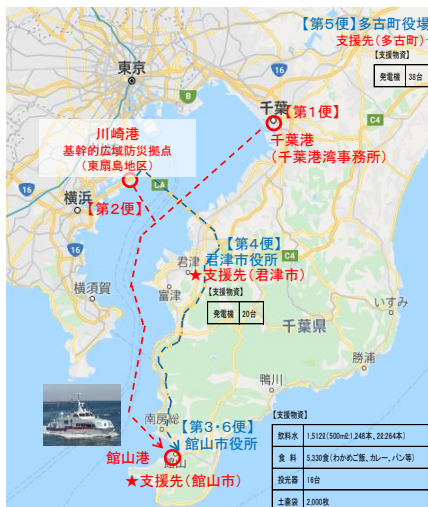 【第5便】多古町役場
支援先(多古町)
【支援物資】
発電機 38台
東京
16
千葉
【第1便】
千葉港
(千葉港湾事務所)
C4
川崎港
基幹的広域防災拠点
(東扇島地区)
横浜
【第2便】
CA
16
【第4便】
君津市役所
君津
★支援先(君津市)
C4
横須賀
富津
【支援物資】
発電機 20台
千葉県
いすみ
勝浦
鴨川
南房総
【第3・6便】
館山市役所
館山港
館山
★支援先(館山市)
【支援物資】
飲料水 1,512ℓ(500mℓ:1,248本、2ℓ:264本)
食 料 5,330食(わかめご飯、カレー、パン等)
投光器 16台
土嚢袋 2,000枚